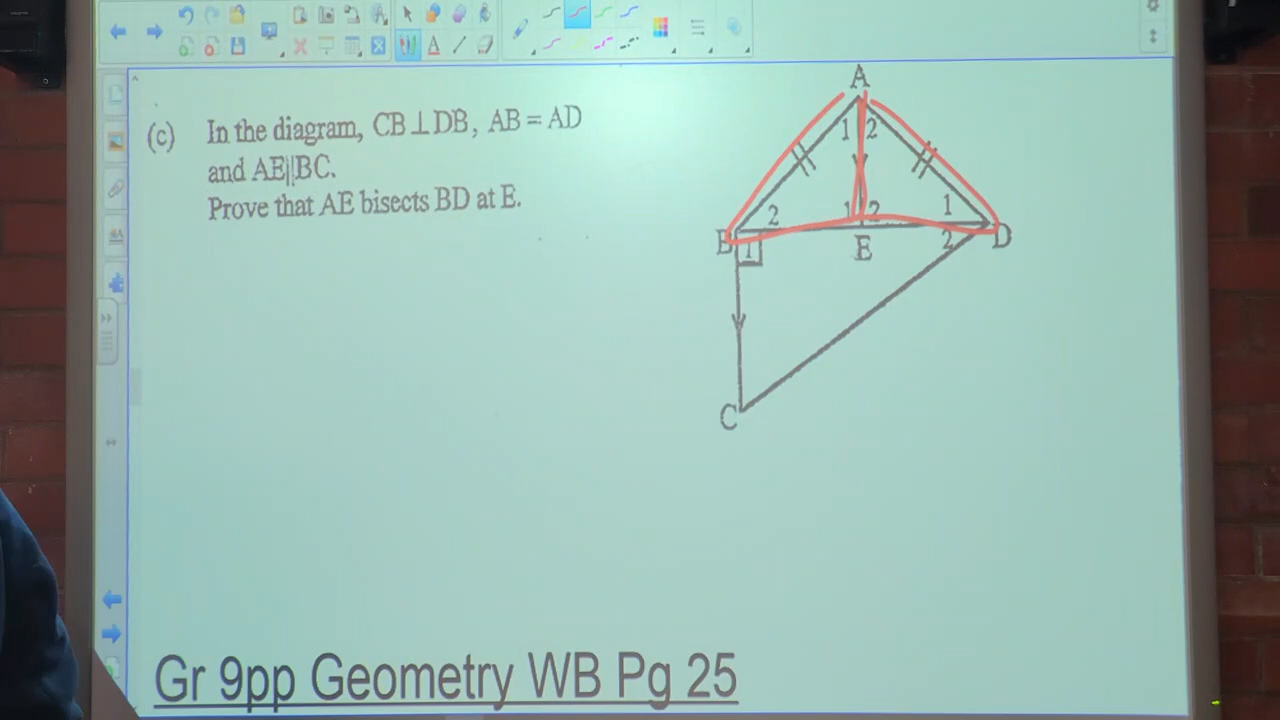 (c) In the diagram, CB⊥DB, AB = AD
and AE||BC.
Prove that AE bisects BD at E.
A
1 2
2 1 2 1
B 1 E 2 D
C
Gr 9pp Geometry WB Pg 25